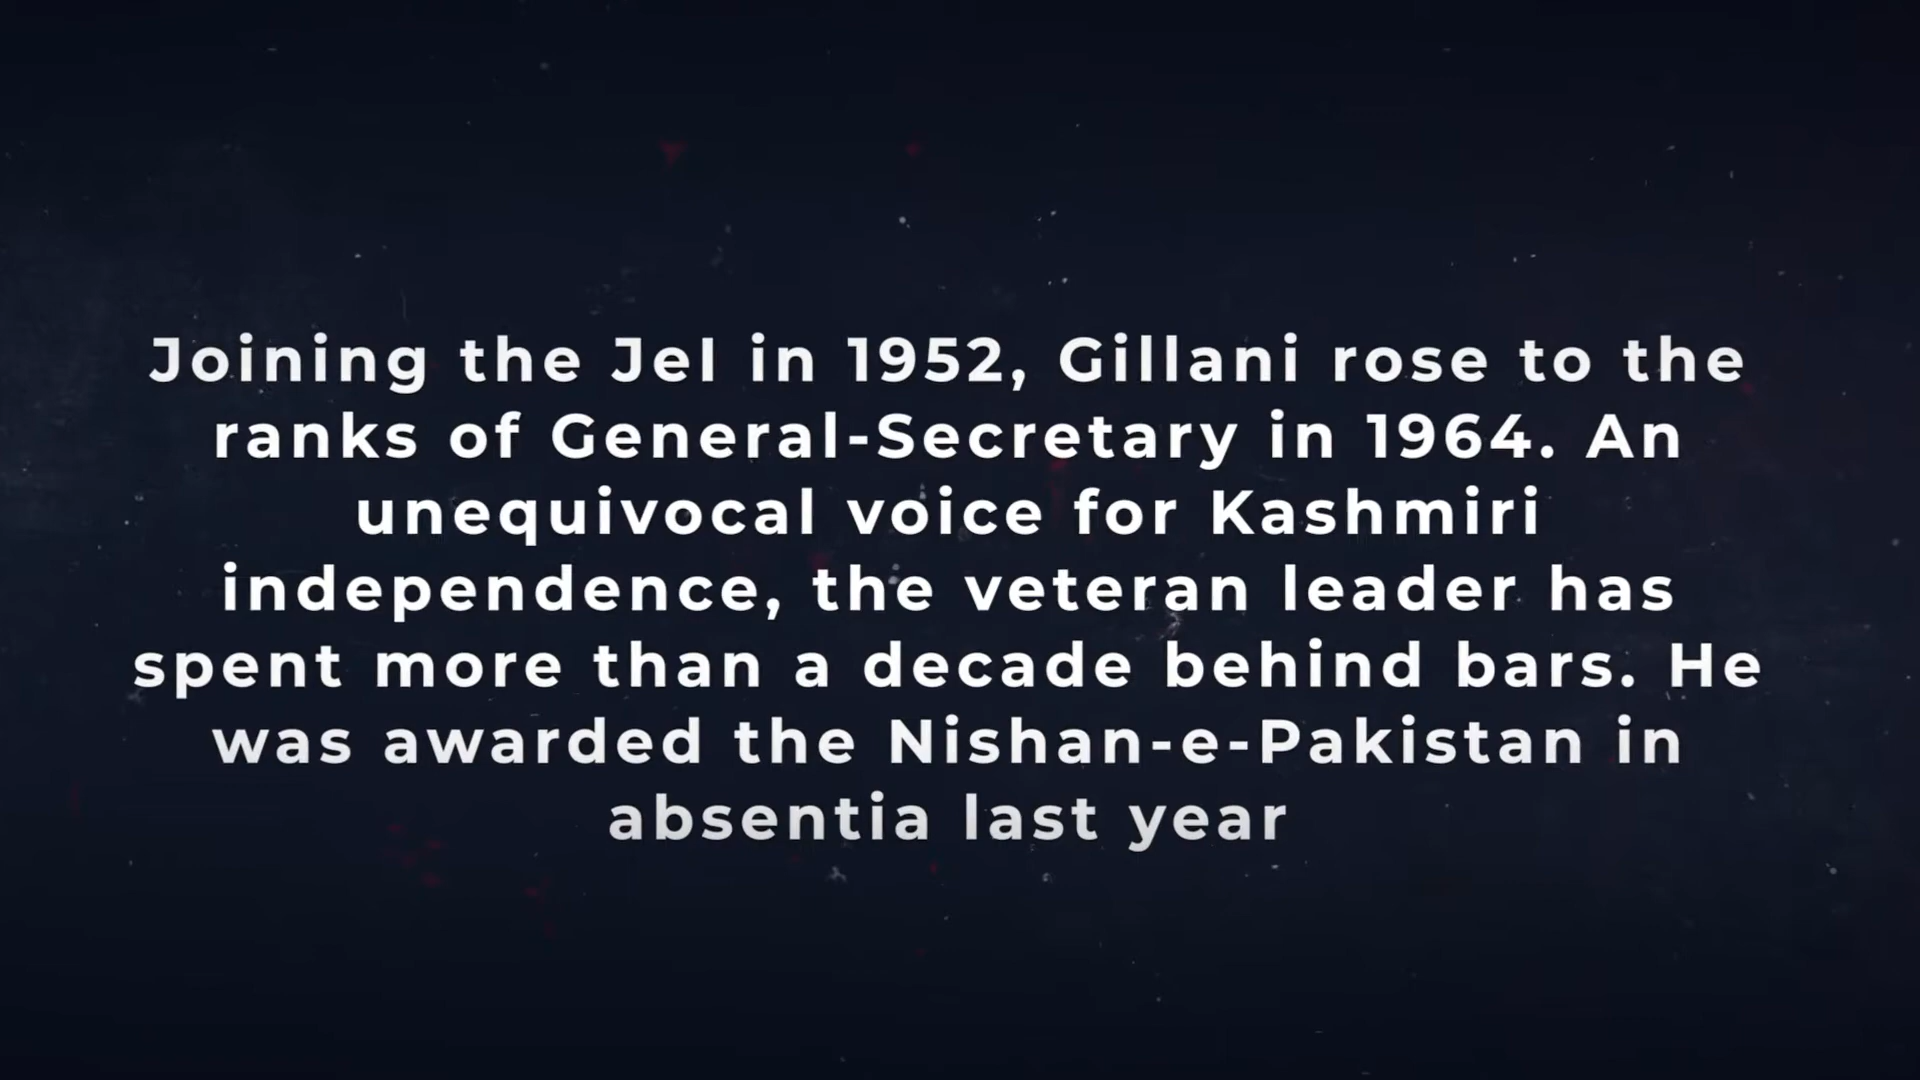 Joining the JeI in 1952, Gillani rose to the
ranks of General-Secretary in 1964. An
unequivocal voice for Kashmiri
independence, the veteran leader has
spent more than a decade behind bars. He
was awarded the Nishan-e-Pakistan in
absentia last year